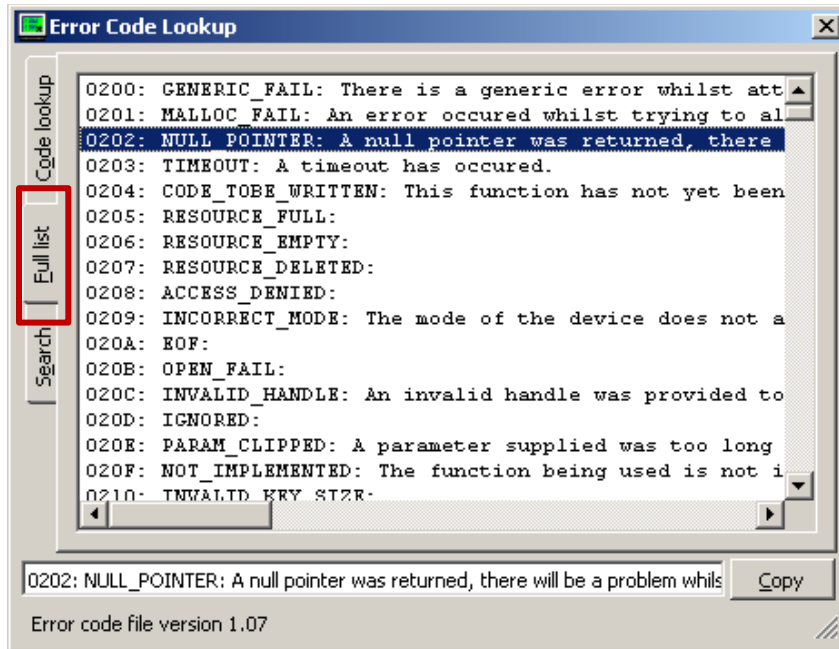 Error Code Lookup
Code lookup
Full list
Search
0200: GENERIC_FAIL: There is a generic error whilst att
0201: MALLOC_FAIL: An error occured whilst trying to al
0202: NULL_POINTER: A null pointer was returned, there
0203: TIMEOUT: A timeout has occured.
0204: CODE_TOBE_WRITTEN: This function has not yet been
0205: RESOURCE_FULL:
0206: RESOURCE_EMPTY:
0207: RESOURCE_DELETED:
0208: ACCESS_DENIED:
0209: INCORRECT_MODE: The mode of the device does not a
020A: EOF:
020B: OPEN_FAIL:
020C: INVALID_HANDLE: An invalid handle was provided to
020D: IGNORED:
020E: PARAM_CLIPPED: A parameter supplied was too long
020F: NOT_IMPLEMENTED: The function being used is not i
0210: INVALID_KEY_SIZE:
0202: NULL_POINTER: A null pointer was returned, there will be a problem whils
Copy
Error code file version 1.07